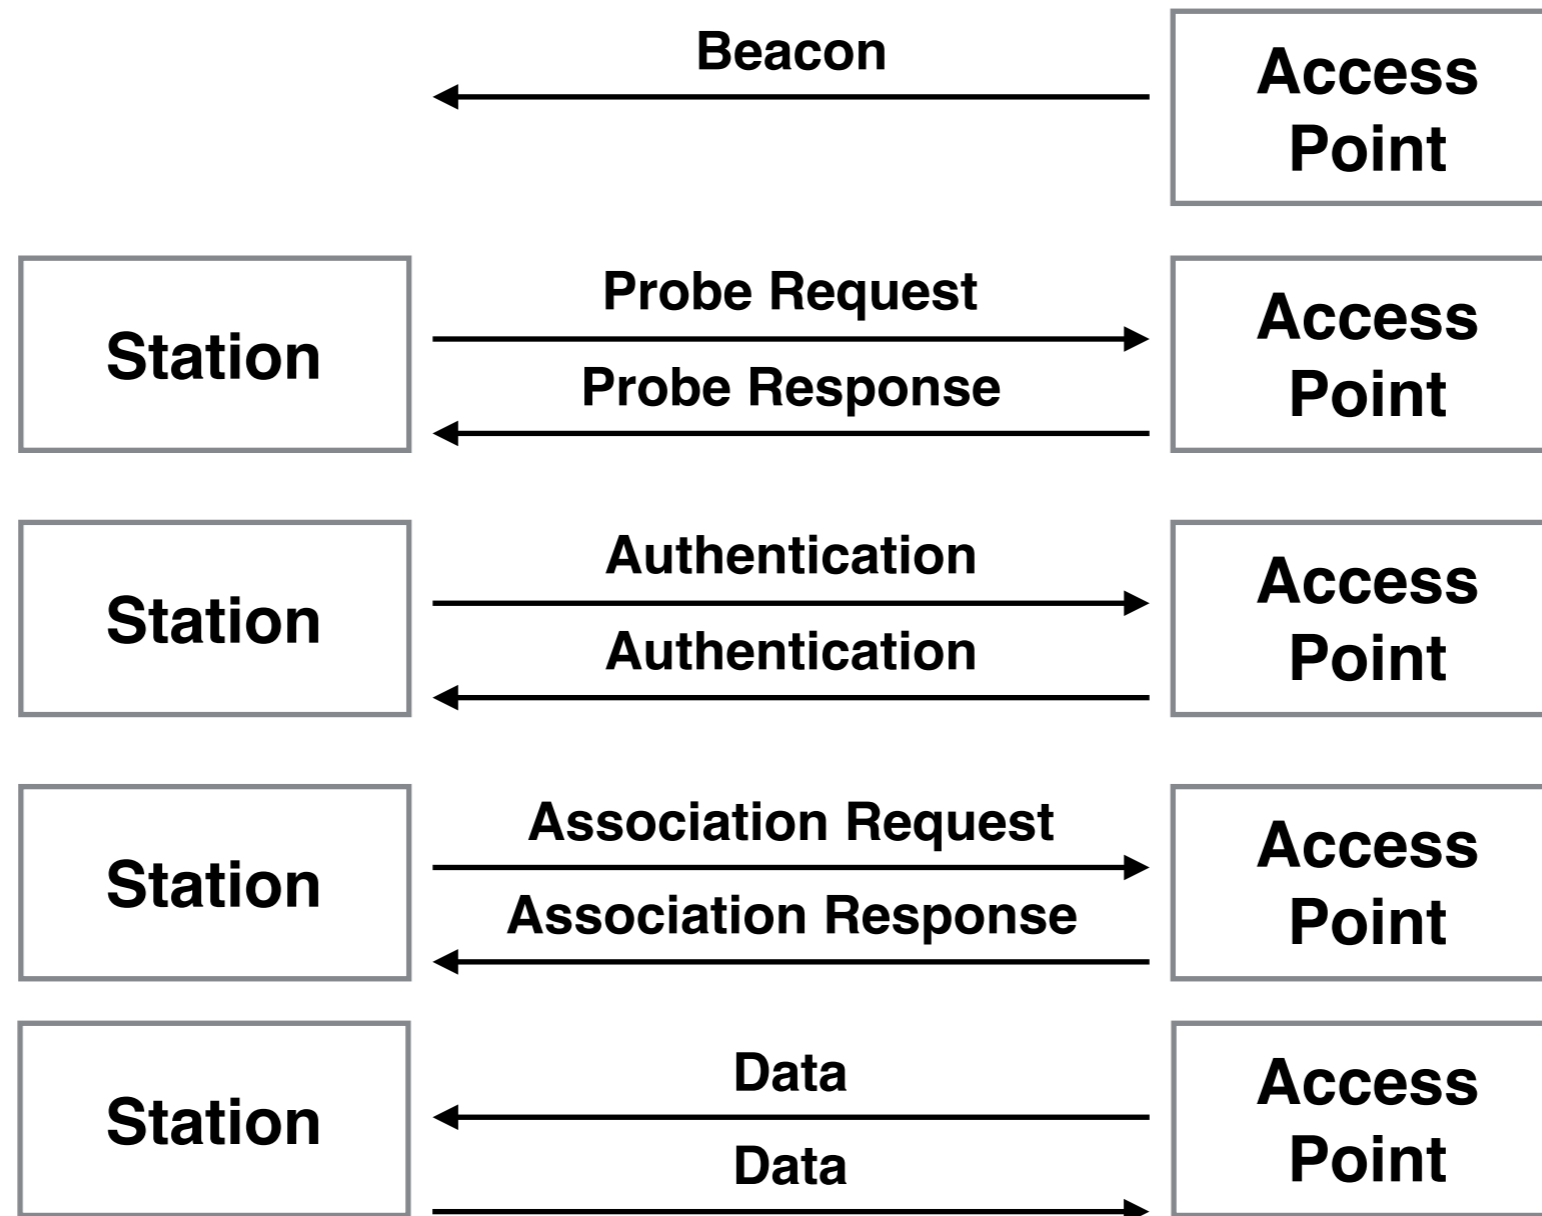 Beacon
Access
Point
Station
Probe Request
Probe Response
Access
Point
Station
Authentication
Authentication
Access
Point
Station
Association Request
Association Response
Access
Point
Station
Data
Data
Access
Point